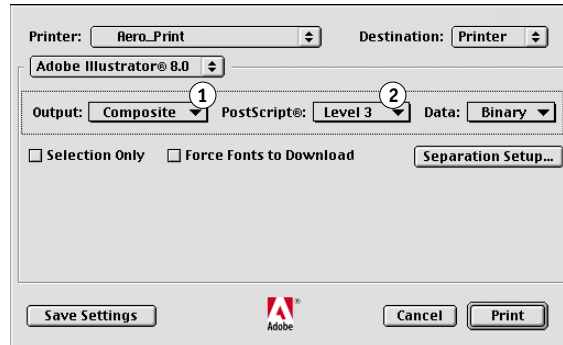 Printer: Aero_Print Destination: Printer
Adobe Illustrator® 8.0
1 2
Output: Composite PostScript®: Level 3 Data: Binary
Selection Only Force Fonts to Download Separation Setup...
Save Settings Adobe® Cancel Print